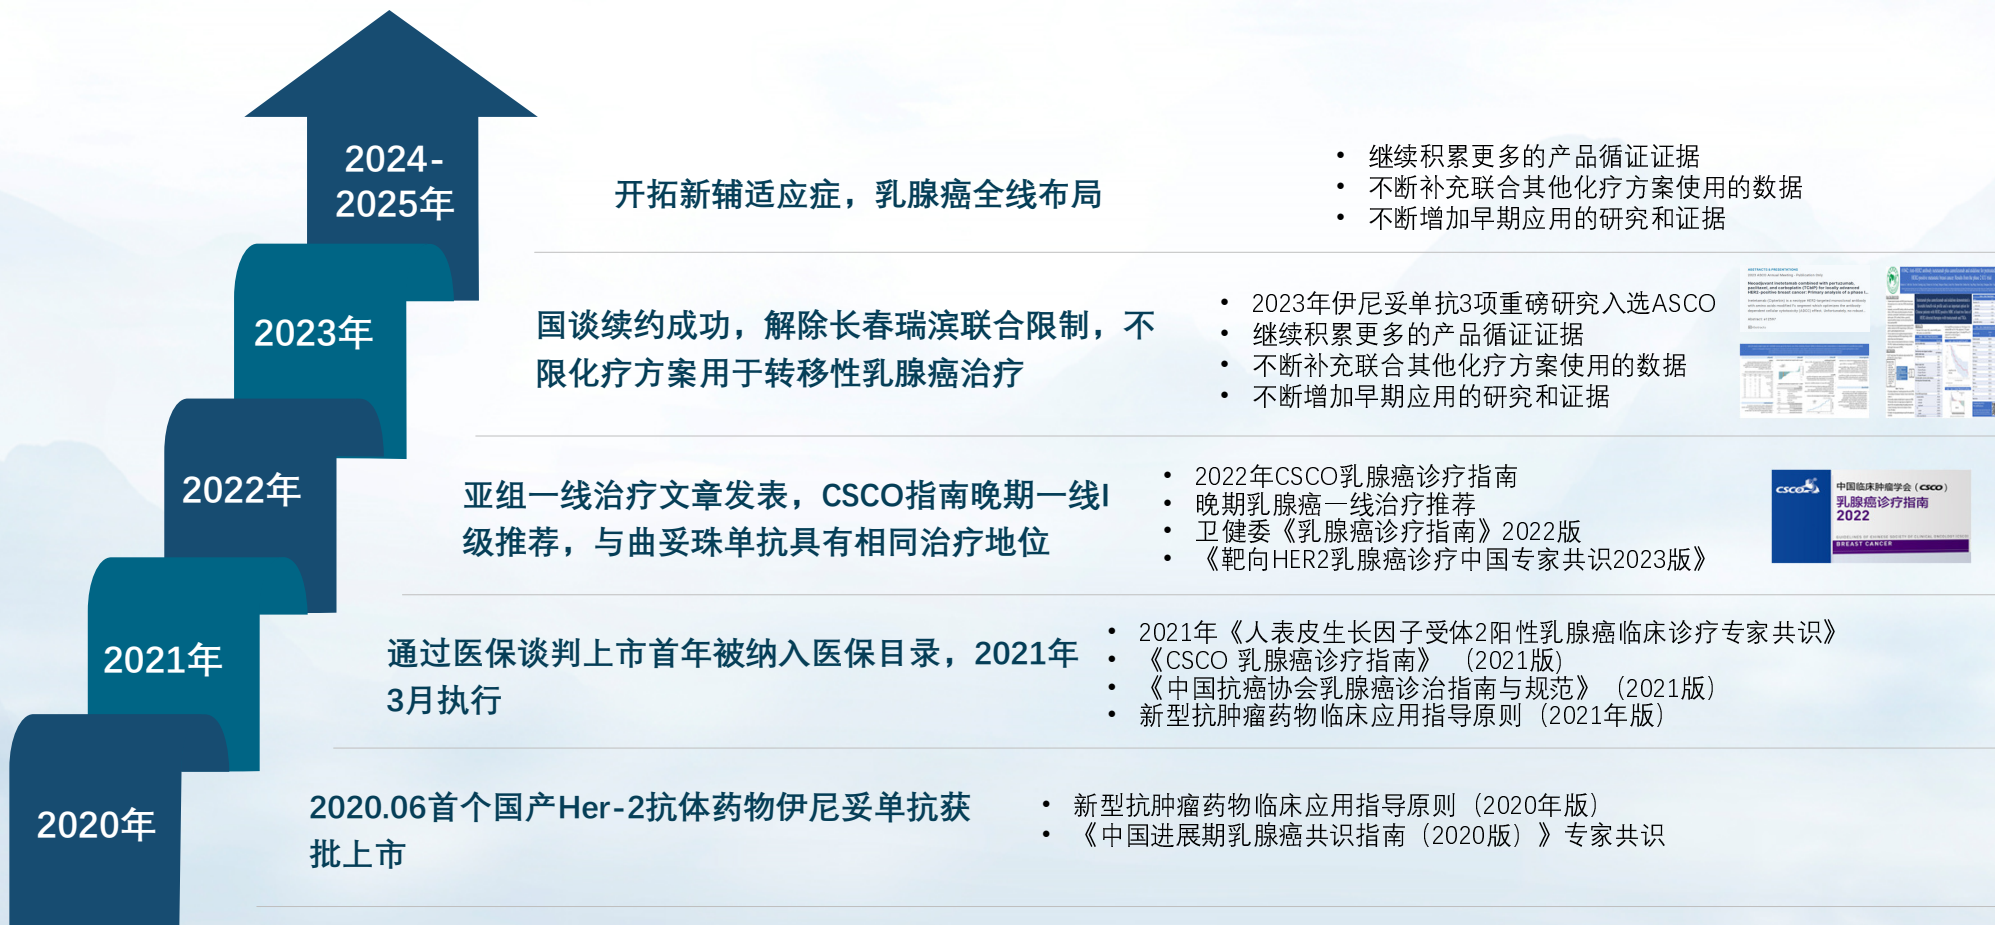 2024-
2025年
开拓新辅适应症，乳腺癌全线布局
• 继续积累更多的产品循证证据
• 不断补充联合其他化疗方案使用的数据
• 不断增加早期应用的研究和证据
2023年
国谈续约成功，解除长春瑞滨联合限制，不
限化疗方案用于转移性乳腺癌治疗
• 2023年伊尼妥单抗3项重磅研究入选ASCO
• 继续积累更多的产品循证证据
• 不断补充联合其他化疗方案使用的数据
• 不断增加早期应用的研究和证据
2022年
亚组一线治疗文章发表，CSCO指南晚期一线I
级推荐，与曲妥珠单抗具有相同治疗地位
• 2022年CSCO乳腺癌诊疗指南
• 晚期乳腺癌一线治疗推荐
• 卫健委《乳腺癌诊疗指南》2022版
• 《靶向HER2乳腺癌诊疗中国专家共识2023版》
CSCO
中国临床肿瘤学会（CSCO）
乳腺癌诊疗指南
2022
BREAST CANCER
2021年
通过医保谈判上市首年被纳入医保目录，2021年
3月执行
• 2021年《人表皮生长因子受体2阳性乳腺癌临床诊疗专家共识》
• 《CSCO 乳腺癌诊疗指南》 （2021版)
• 《中国抗癌协会乳腺癌诊治指南与规范》（2021版）
• 新型抗肿瘤药物临床应用指导原则（2021年版）
2020年
2020.06首个国产Her-2抗体药物伊尼妥单抗获
批上市
• 新型抗肿瘤药物临床应用指导原则（2020年版）
• 《中国进展期乳腺癌共识指南（2020版）》专家共识